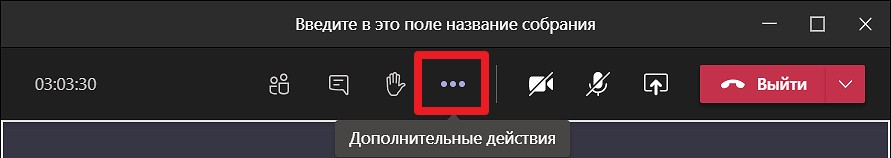 Введите в это поле название собрания
03:03:30
Выйти
Дополнительные действия